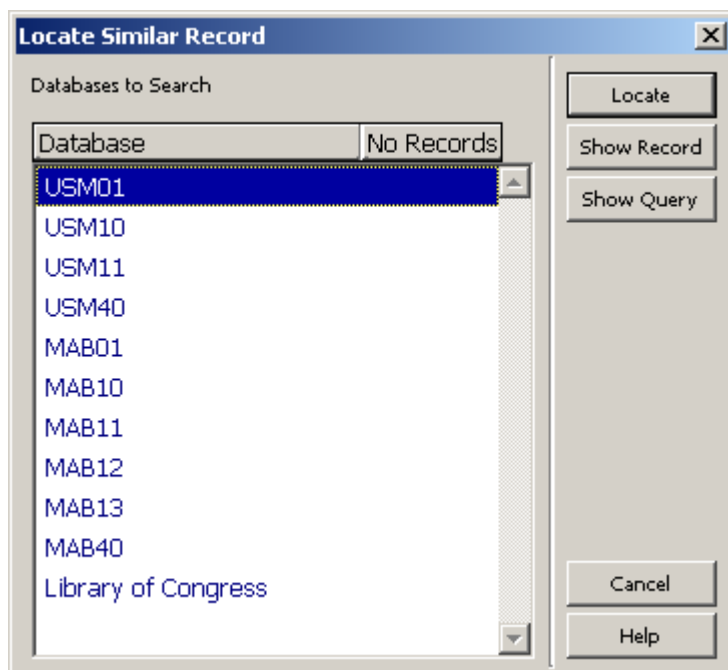 Locate Similar Record
Databases to Search
Database No Records
USM01
USM10
USM11
USM40
MAB01
MAB10
MAB11
MAB12
MAB13
MAB40
Library of Congress
Locate
Show Record
Show Query
Cancel
Help